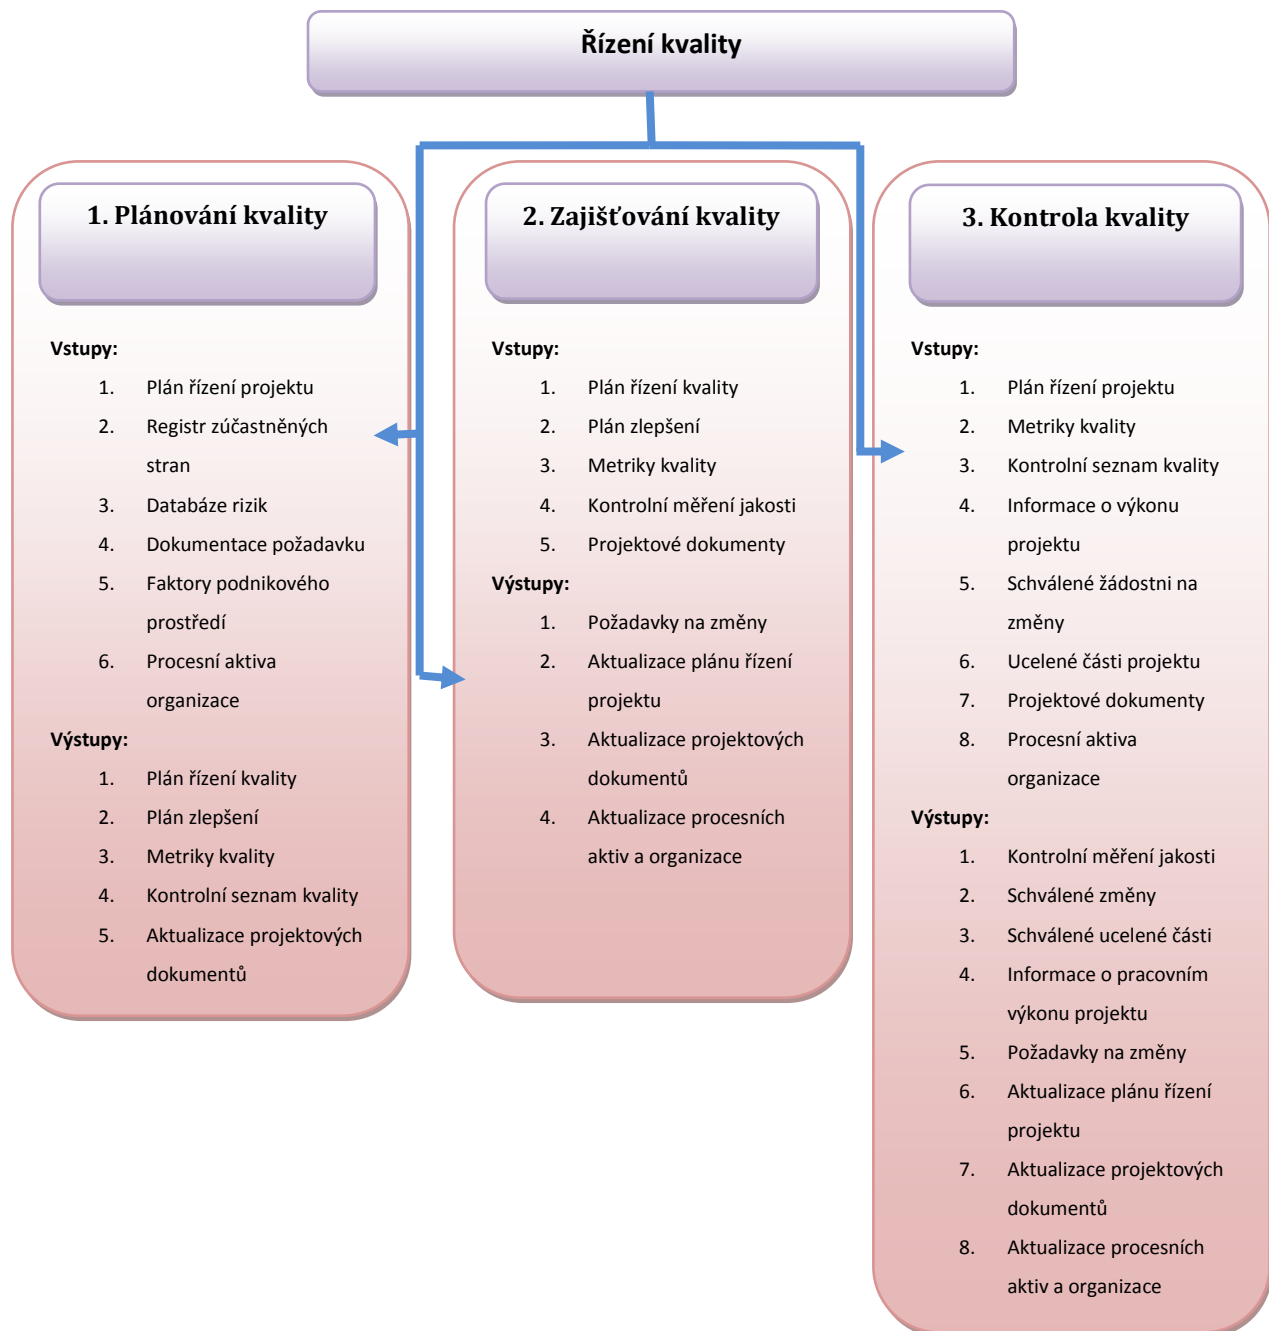 Řízení kvality
1. Plánování kvality
Vstupy:
1. Plán řízení projektu
2. Registr zúčastněných
stran
3. Databáze rizik
4. Dokumentace požadavku
5. Faktory podnikového
prostředí
6. Procesní aktiva
organizace
Výstupy:
1. Plán řízení kvality
2. Plán zlepšení
3. Metriky kvality
4. Kontrolní seznam kvality
5. Aktualizace projektových
dokumentů
2. Zajišťování kvality
Vstupy:
1. Plán řízení kvality
2. Plán zlepšení
3. Metriky kvality
4. Kontrolní měření jakosti
5. Projektové dokumenty
Výstupy:
1. Požadavky na změny
2. Aktualizace plánu řízení
projektu
3. Aktualizace projektových
dokumentů
4. Aktualizace procesních
aktiv a organizace
3. Kontrola kvality
Vstupy:
1. Plán řízení projektu
2. Metriky kvality
3. Kontrolní seznam kvality
4. Informace o výkonu
projektu
5. Schválené žádostni na
změny
6. Ucelené části projektu
7. Projektové dokumenty
8. Procesní aktiva
organizace
Výstupy:
1. Kontrolní měření jakosti
2. Schválené změny
3. Schválené ucelené části
4. Informace o pracovním
výkonu projektu
5. Požadavky na změny
6. Aktualizace plánu řízení
projektu
7. Aktualizace projektových
dokumentů
8. Aktualizace procesních
aktiv a organizace